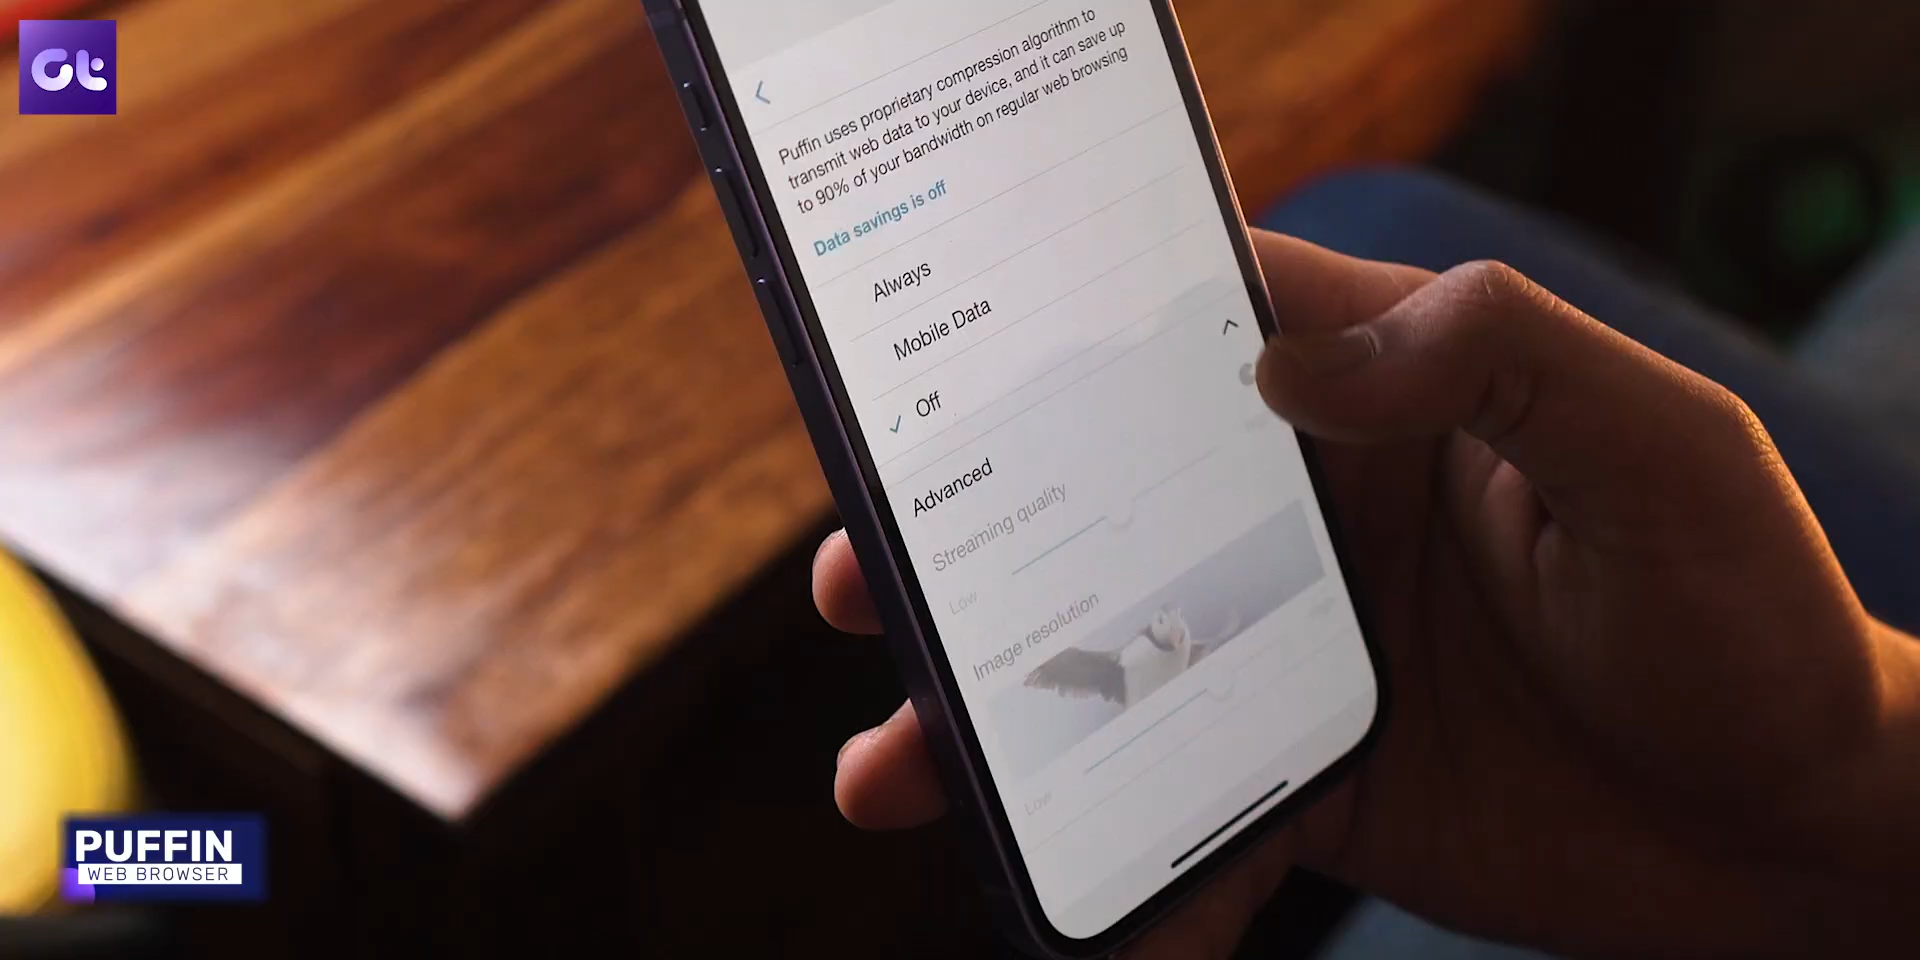 Gt
Puffin uses proprietary compression algorithm to
transmit web data to your device, and it can save up
to 90% of your bandwidth on regular web browsing
Data savings is off
Always
Mobile Data
Off
Advanced
Streaming quality
Low
Image resolution
Low
PUFFIN
WEB BROWSER